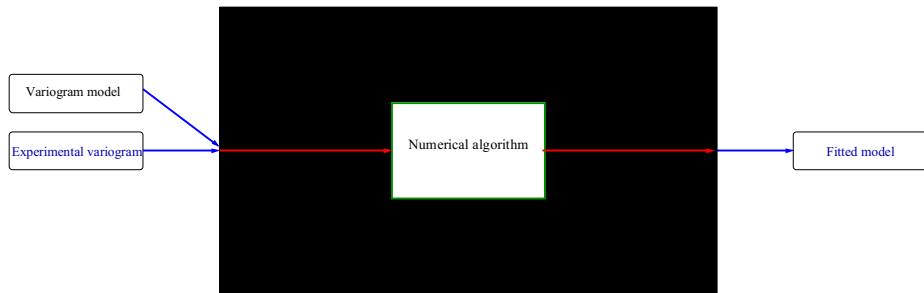 Variogram model
Experimental variogram
Numerical algorithm
Fitted model